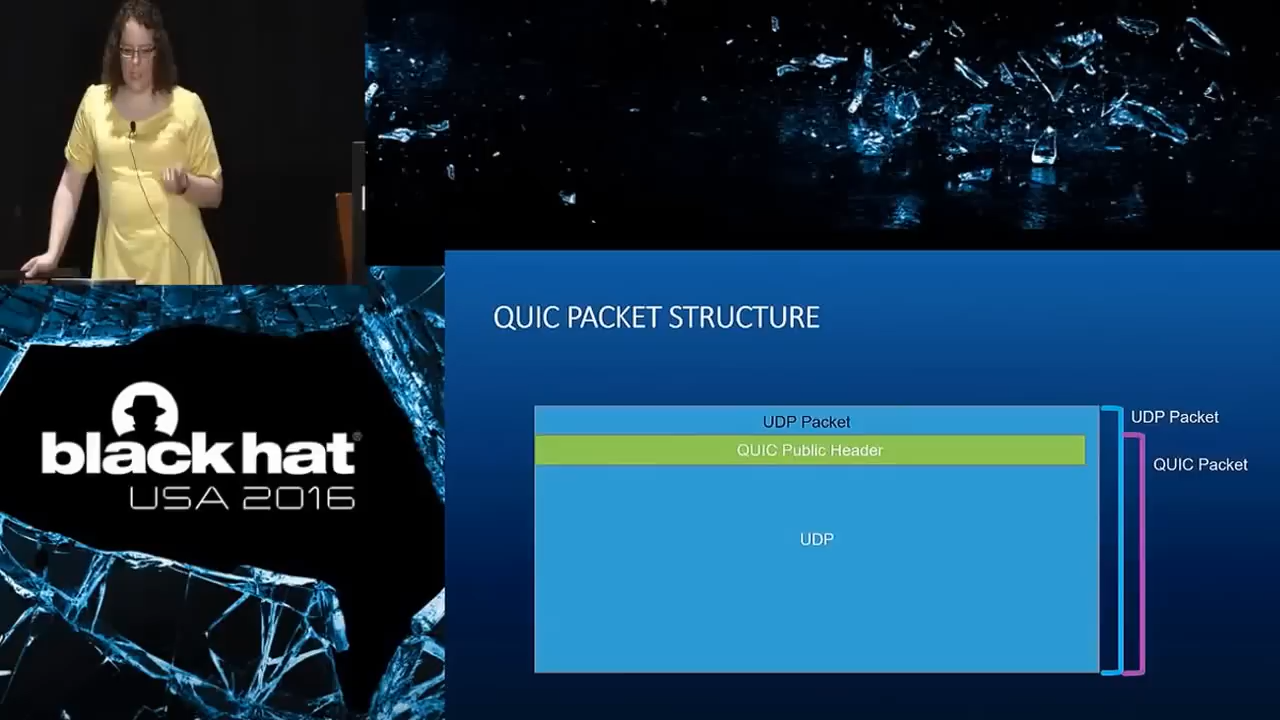 QUIC PACKET STRUCTURE
UDP Packet
QUIC Public Header
UDP
UDP Packet
QUIC Packet
black hat®
USA 2016